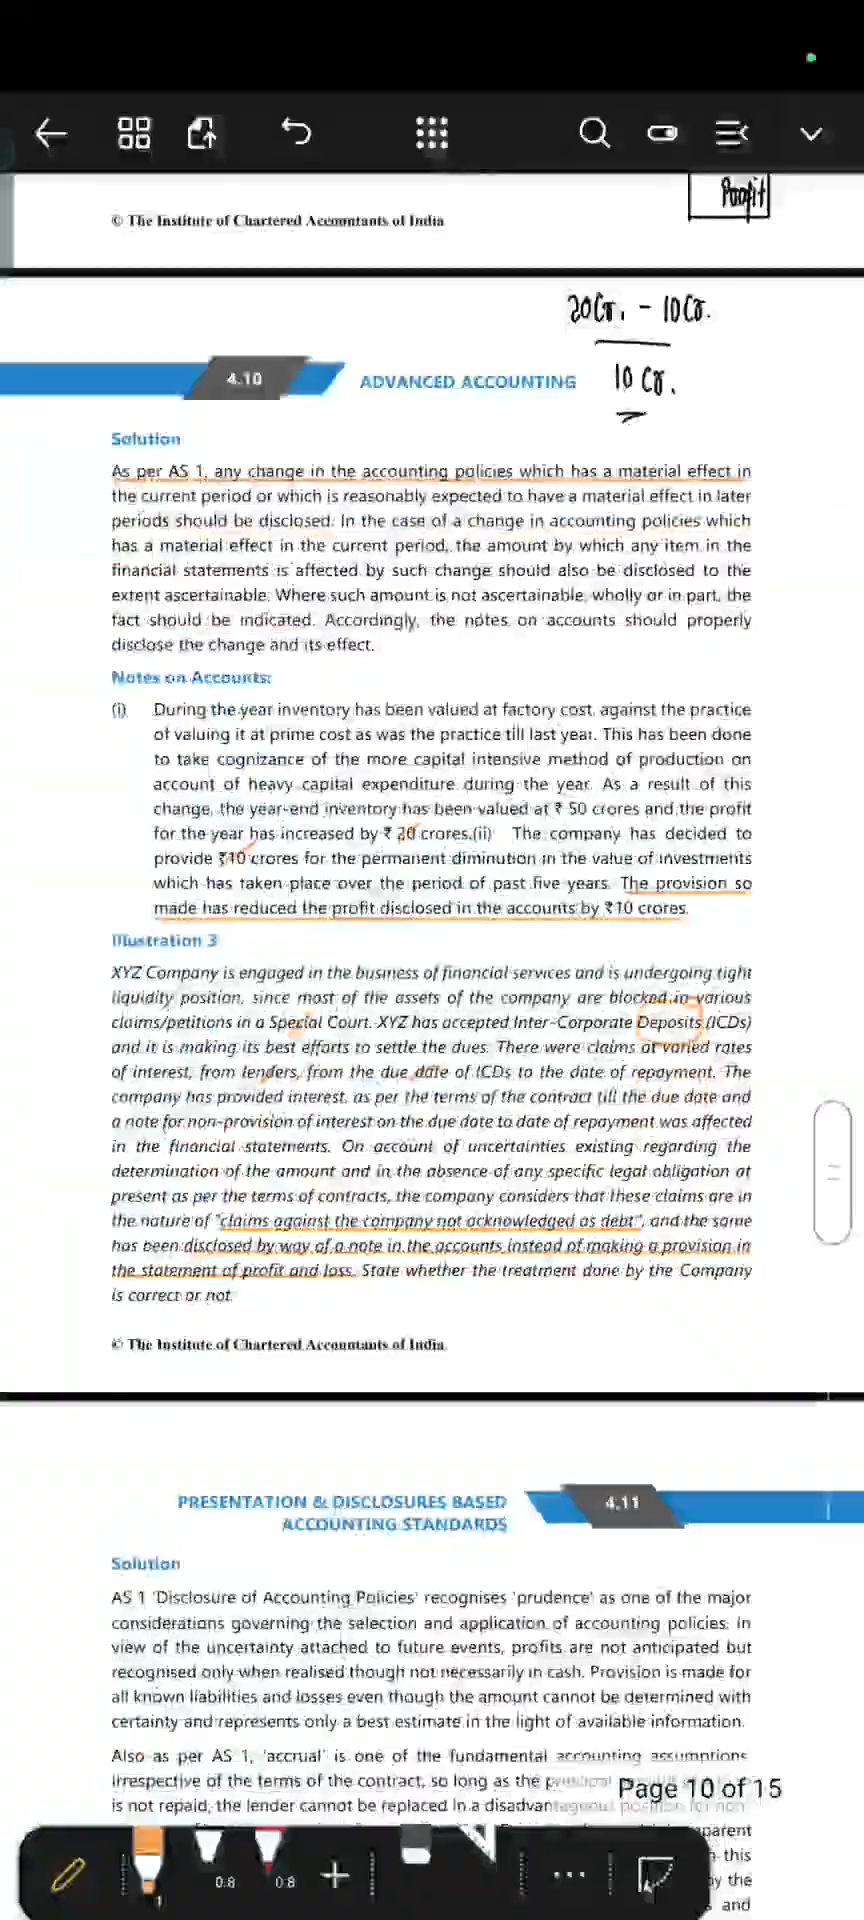 Profit
© The Institute of Chartered Accountants of India
20Cr. - 10Cr.
10 Cr.
4.10
ADVANCED ACCOUNTING
Solution
As per AS 1, any change in the accounting policies which has a material effect in
the current period or which is reasonably expected to have a material effect in later
periods should be disclosed. In the case of a change in accounting policies which
has a material effect in the current period, the amount by which any item in the
financial statements is affected by such change should also be disclosed to the
extent ascertainable. Where such amount is not ascertainable, wholly or in part, the
fact should be indicated. Accordingly, the notes on accounts should properly
disclose the change and its effect.
Notes on Accounts:
(i) During the year inventory has been valued at factory cost, against the practice
of valuing it at prime cost as was the practice till last year. This has been done
to take cognizance of the more capital intensive method of production on
account of heavy capital expenditure during the year. As a result of this
change, the year-end inventory has been valued at ₹ 50 crores and the profit
for the year has increased by ₹ 20 crores.(ii) The company has decided to
provide ₹10 crores for the permanent diminution in the value of investments
which has taken place over the period of past five years. The provision so
made has reduced the profit disclosed in the accounts by ₹10 crores.
Illustration 3
XYZ Company is engaged in the business of financial services and is undergoing tight
liquidity position, since most of the assets of the company are blocked in various
claims/petitions in a Special Court. XYZ has accepted Inter-Corporate Deposits (ICDs)
and it is making its best efforts to settle the dues. There were claims at varied rates
of interest, from lenders, from the due date of ICDs to the date of repayment. The
company has provided interest, as per the terms of the contract till the due date and
a note for non-provision of interest on the due date to date of repayment was affected
in the financial statements. On account of uncertainties existing regarding the
determination of the amount and in the absence of any specific legal obligation at
present as per the terms of contracts, the company considers that these claims are in
the nature of "claims against the company not acknowledged as debt", and the same
has been disclosed by way of a note in the accounts instead of making a provision in
the statement of profit and loss. State whether the treatment done by the Company
is correct or not.
© The Institute of Chartered Accountants of India
PRESENTATION & DISCLOSURES BASED
ACCOUNTING STANDARDS
4.11
Solution
AS 1 'Disclosure of Accounting Policies' recognises 'prudence' as one of the major
considerations governing the selection and application of accounting policies. In
view of the uncertainty attached to future events, profits are not anticipated but
recognised only when realised though not necessarily in cash. Provision is made for
all known liabilities and losses even though the amount cannot be determined with
certainty and represents only a best estimate in the light of available information.
Also as per AS 1, 'accrual' is one of the fundamental accounting assumptions.
Irrespective of the terms of the contract, so long as the
Page 10 of 15
is not repaid, the lender cannot be replaced in a
this
by the
and
0.8
0.8
1